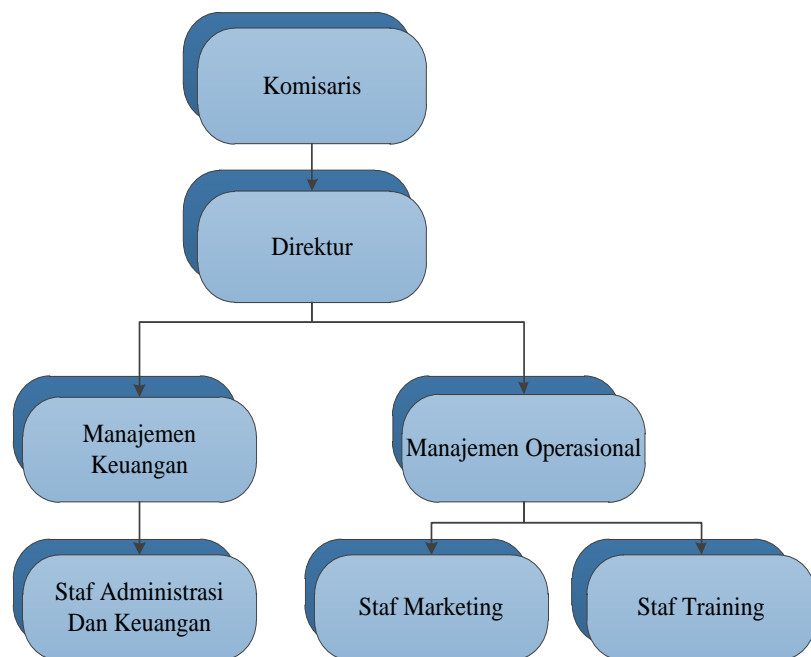 Komisaris
Direktur
Manajemen
Keuangan
Manajemen Operasional
Staf Administrasi
Dan Keuangan
Staf Marketing
Staf Training